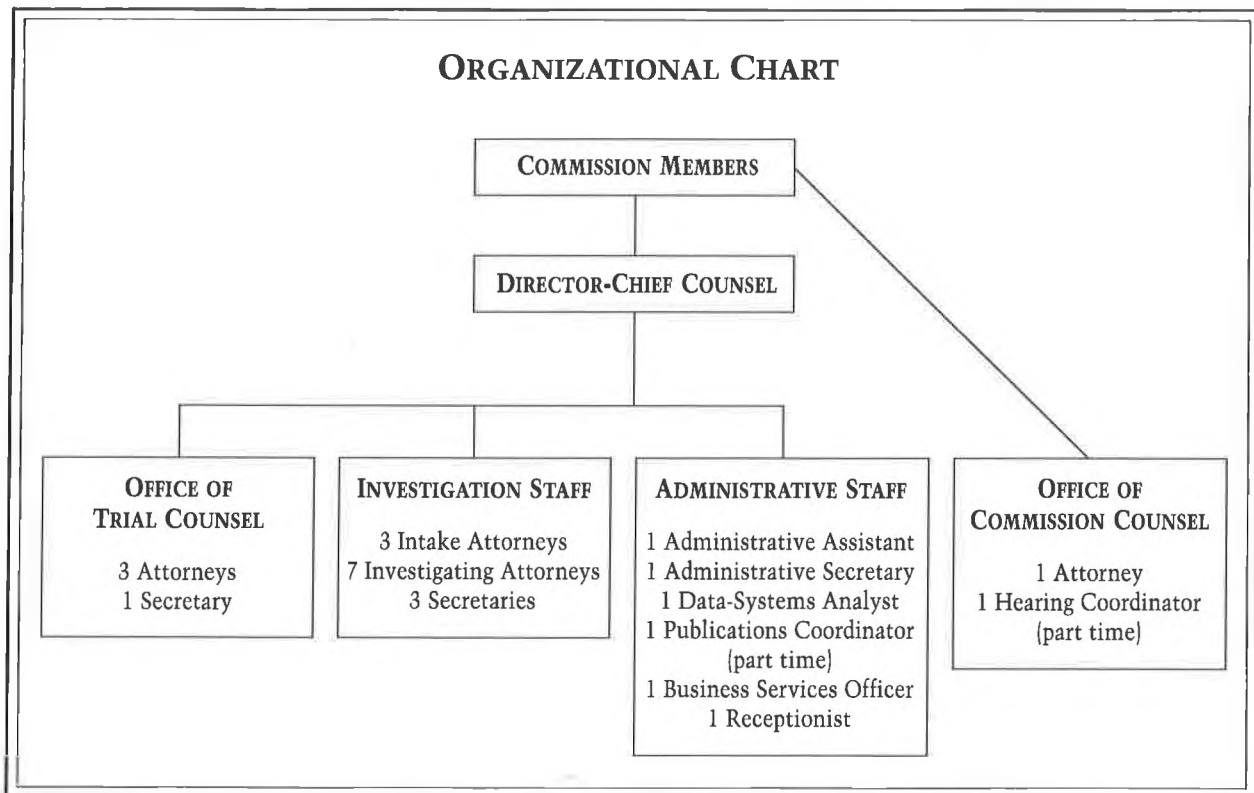 ORGANIZATIONAL CHART
COMMISSION MEMBERS
DIRECTOR-CHIEF COUNSEL
OFFICE OF
TRIAL COUNSEL
3 Attorneys
1 Secretary
INVESTIGATION STAFF
3 Intake Attorneys
7 Investigating Attorneys
3 Secretaries
ADMINISTRATIVE STAFF
1 Administrative Assistant
1 Administrative Secretary
1 Data-Systems Analyst
1 Publications Coordinator
(part time)
1 Business Services Officer
1 Receptionist
OFFICE OF
COMMISSION COUNSEL
1 Attorney
1 Hearing Coordinator
(part time)